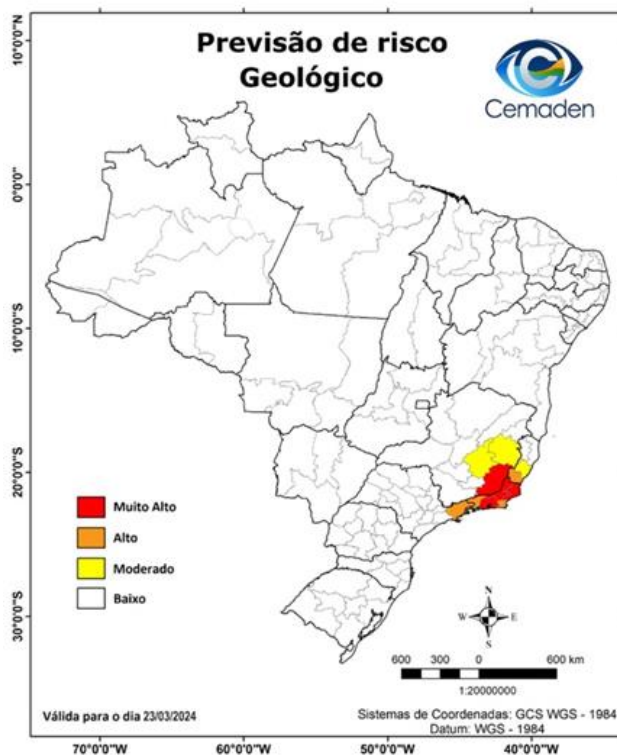 Previsão de risco
Geológico
Cemaden
10°0'0"N
0°0'0"
10°0'0"S
20°0'0"S
30°0'0"S
Muito Alto
Alto
Moderado
Baixo
N
W E
S
600 300 0 600 km
1:20000000
Válida para o dia 23/03/2024
Sistemas de Coordenadas: GCS WGS - 1984
Datum: WGS - 1984
70°0'0"W 60°0'0"W 50°0'0"W 40°0'0"W